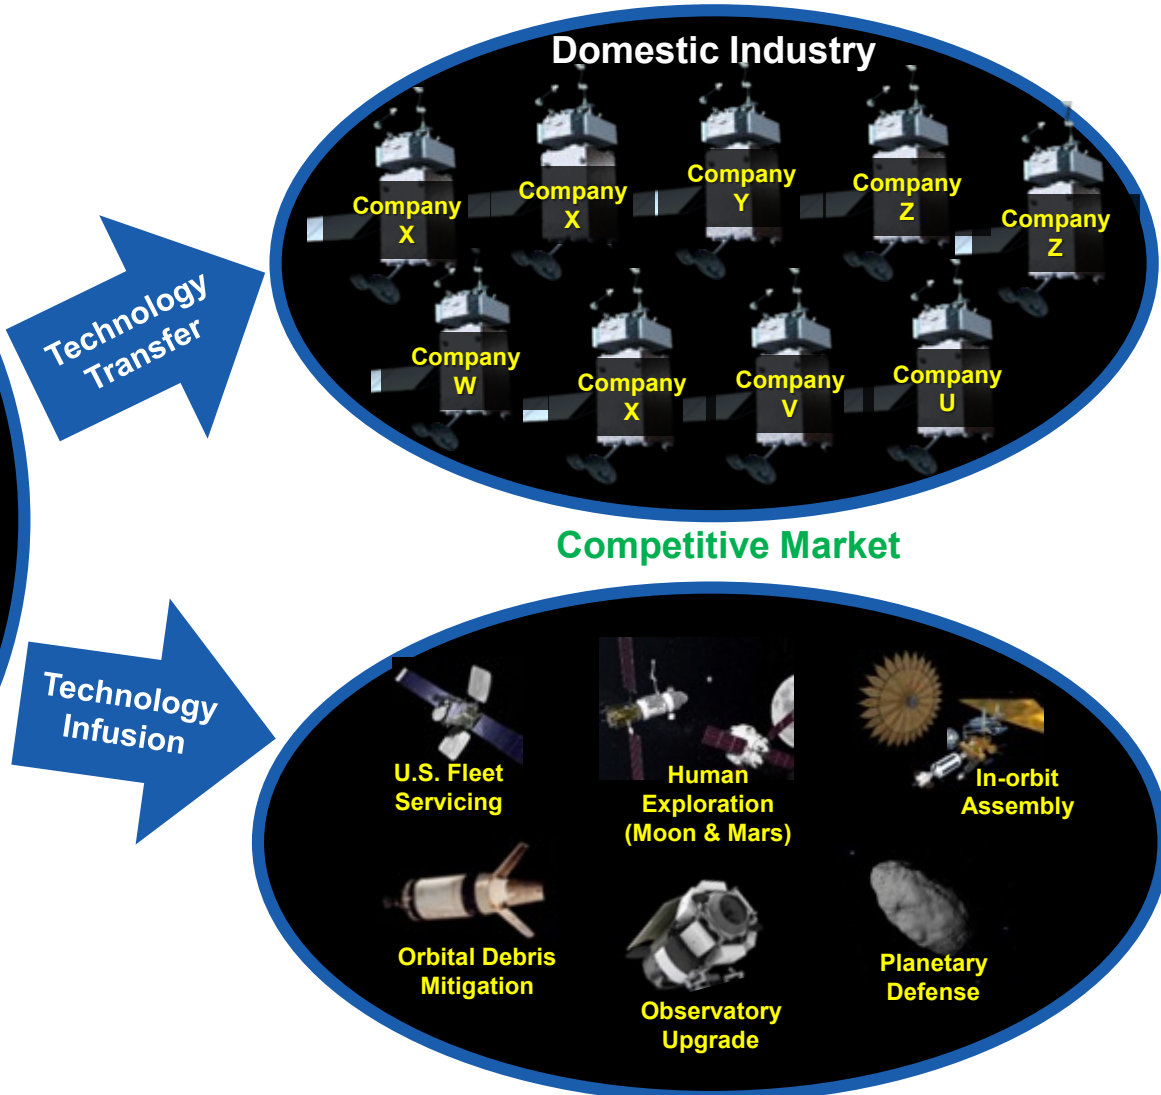 Domestic Industry
Company
X
Company
X
Company
Y
Company
Z
Company
Z
Company
W
Company
X
Company
V
Company
U
Technology
Transfer
Competitive Market
Technology
Infusion
U.S. Fleet
Servicing
Human
Exploration
(Moon & Mars)
In-orbit
Assembly
Orbital Debris
Mitigation
Observatory
Upgrade
Planetary
Defense